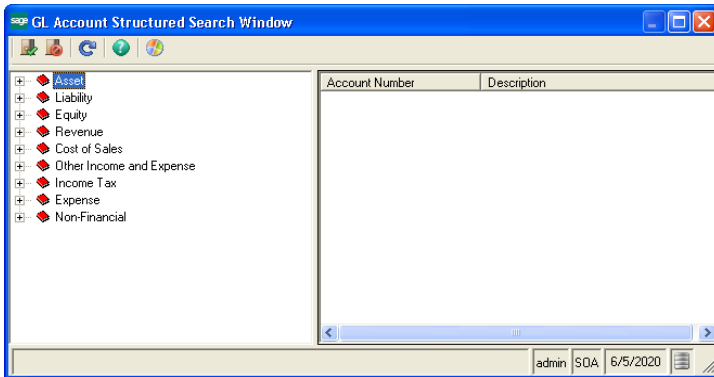 sage GL Account Structured Search Window
Asset
Liability
Equity
Revenue
Cost of Sales
Other Income and Expense
Income Tax
Expense
Non-Financial
Account Number Description
admin SOA 6/5/2020